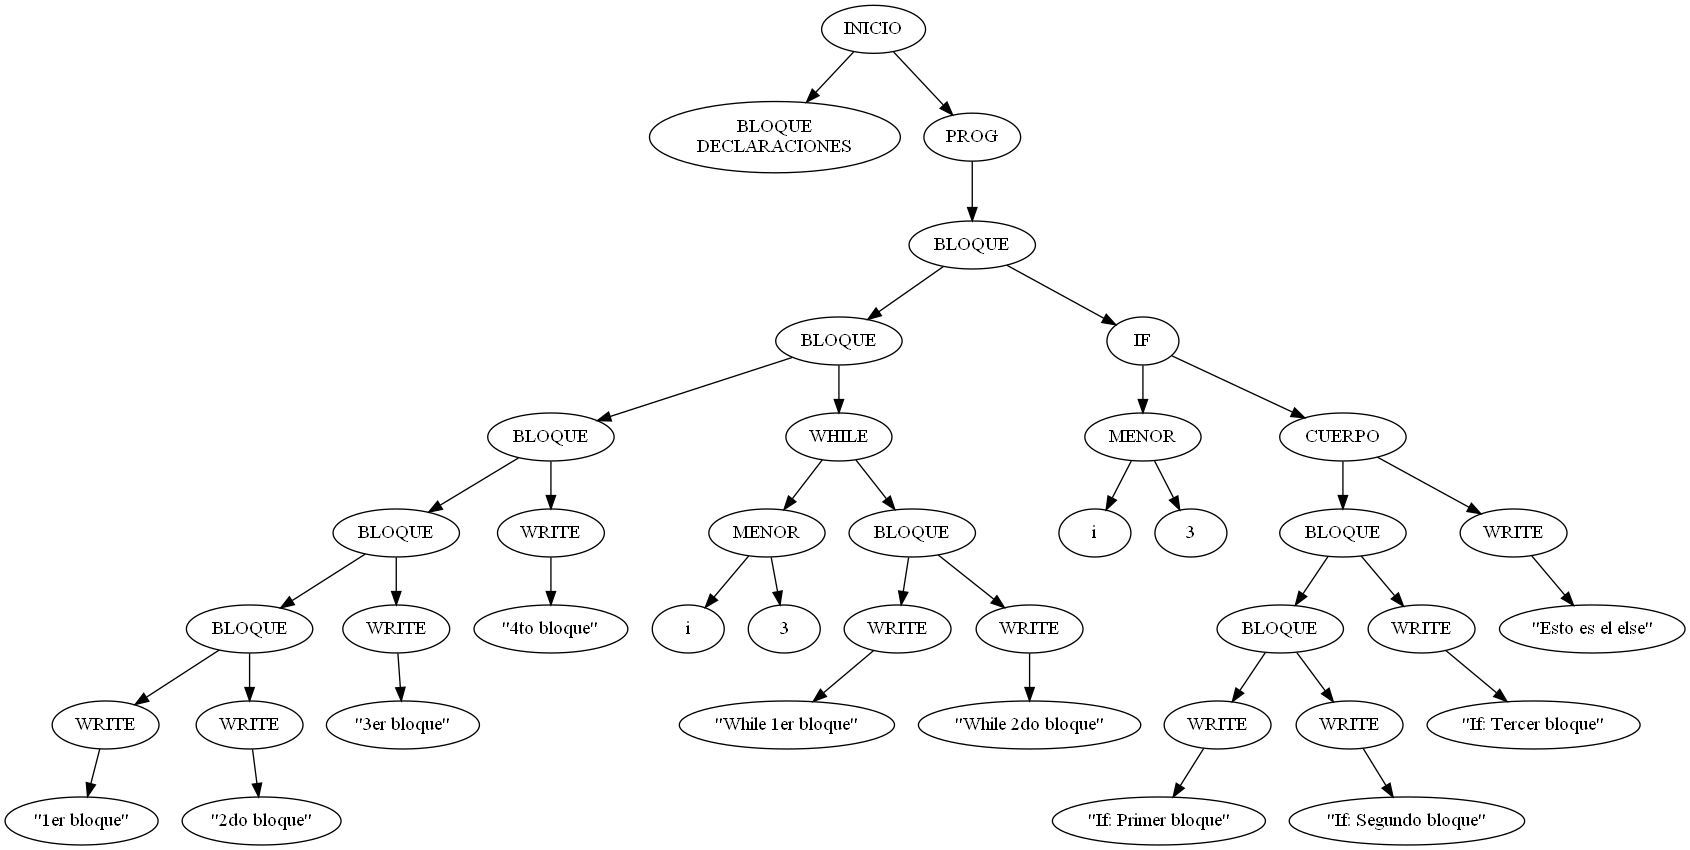 INICIO
BLOQUE
DECLARACIONES
PROG
BLOQUE
BLOQUE
IF
BLOQUE
WHILE
MENOR
CUERPO
BLOQUE
WRITE
MENOR
BLOQUE
i
3
BLOQUE
WRITE
BLOQUE
WRITE
"4to bloque"
i
3
WRITE
WRITE
BLOQUE
WRITE
"Esto es el else"
WRITE
WRITE
"3er bloque"
"While 1er bloque"
"While 2do bloque"
WRITE
WRITE
"If: Tercer bloque"
"1er bloque"
"2do bloque"
"If: Primer bloque"
"If: Segundo bloque"